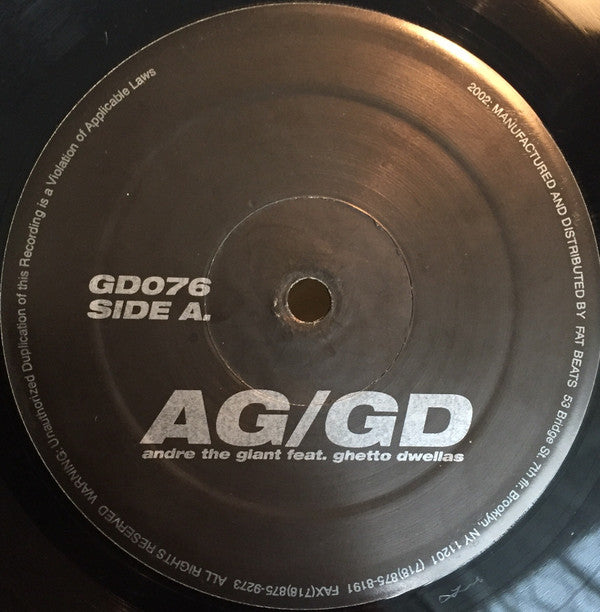 GD076
SIDE A.
AG/GD
andre the giant feat. ghetto dwellas
2002: MANUFACTURED AND DISTRIBUTED BY FAT BEATS 53 Bridge St. 7th flr. Brooklyn, NY 11201 (718)875-8191 FAX(718)875-9273 ALL RIGHTS RESERVED WARNING: Unauthorized Duplication of this Recording is a Violation of Applicable Laws